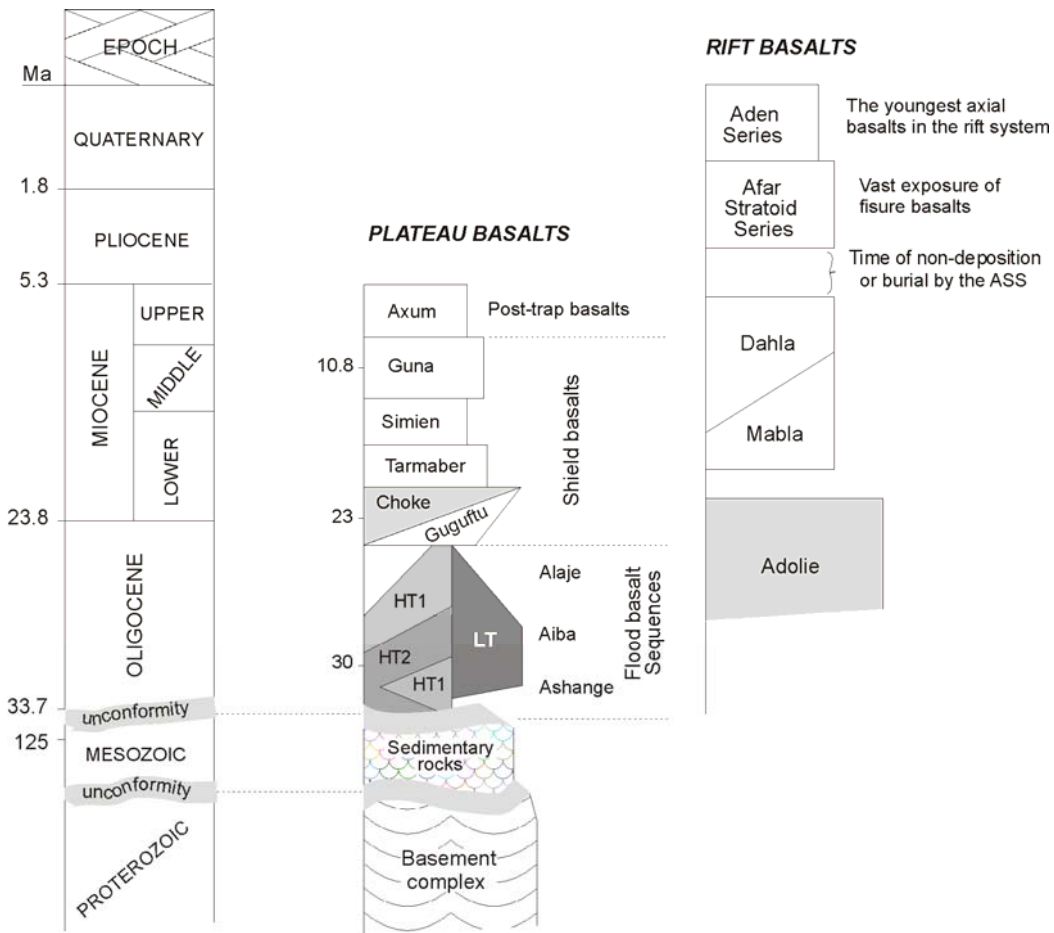 EPOCH
Ma
QUATERNARY
1.8
PLIOCENE
5.3
MIOCENE
UPPER
MIDDLE
LOWER
23.8
OLIGOCENE
33.7
unconformity
125
MESOZOIC
unconformity
PROTEROZOIC
PLATEAU BASALTS
Axum
Post-trap basalts
10.8
Guna
Simien
Tarmaber
Shield basalts
Choke
23
Guguftu
Alaje
HT1
Aiba
LT
HT2
30
HT1
Ashange
Flood basalt
Sequences
Sedimentary
rocks
Basement
complex
RIFT BASALTS
Aden
Series
The youngest axial
basalts in the rift system
Afar
Stratoid
Series
Vast exposure of
fisure basalts
Time of non-deposition
or burial by the ASS
Dahla
Mabla
Adolie